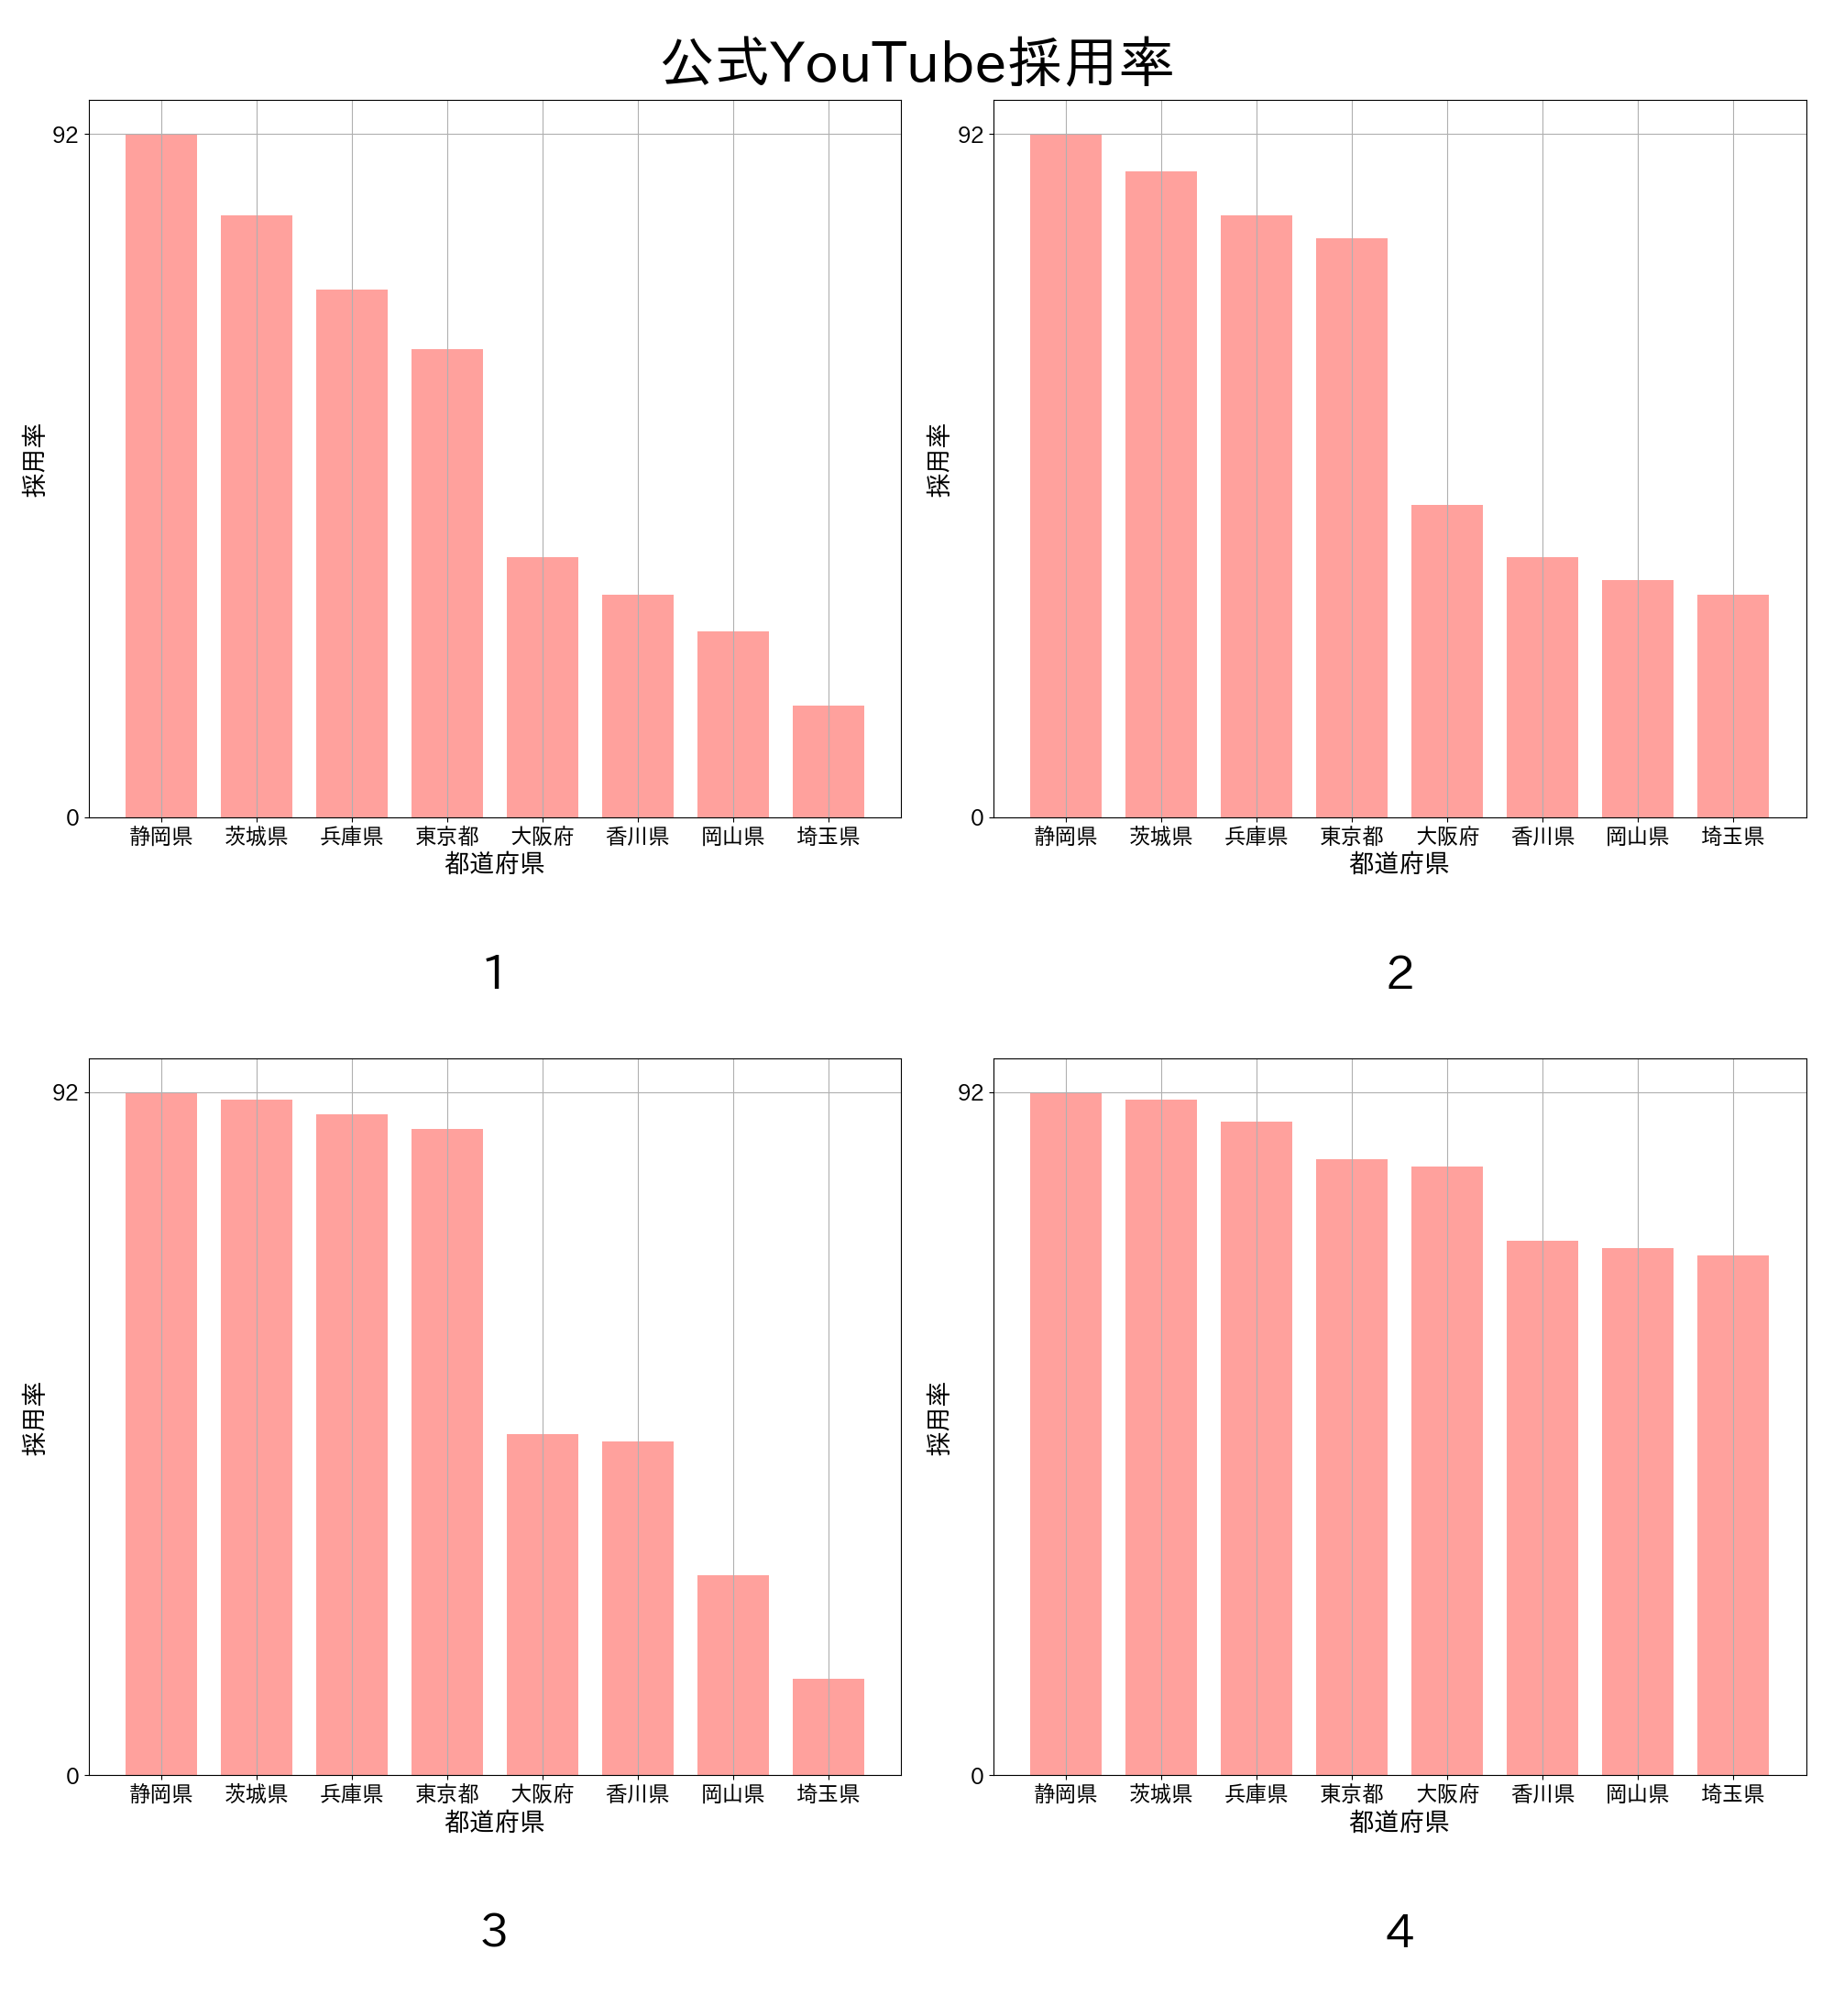 公式YouTube採用率
92
採用率
0
静岡県 茨城県 兵庫県 東京都 大阪府 香川県 岡山県 埼玉県
都道府県
1
92
採用率
0
静岡県 茨城県 兵庫県 東京都 大阪府 香川県 岡山県 埼玉県
都道府県
2
92
採用率
0
静岡県 茨城県 兵庫県 東京都 大阪府 香川県 岡山県 埼玉県
都道府県
3
92
採用率
0
静岡県 茨城県 兵庫県 東京都 大阪府 香川県 岡山県 埼玉県
都道府県
4